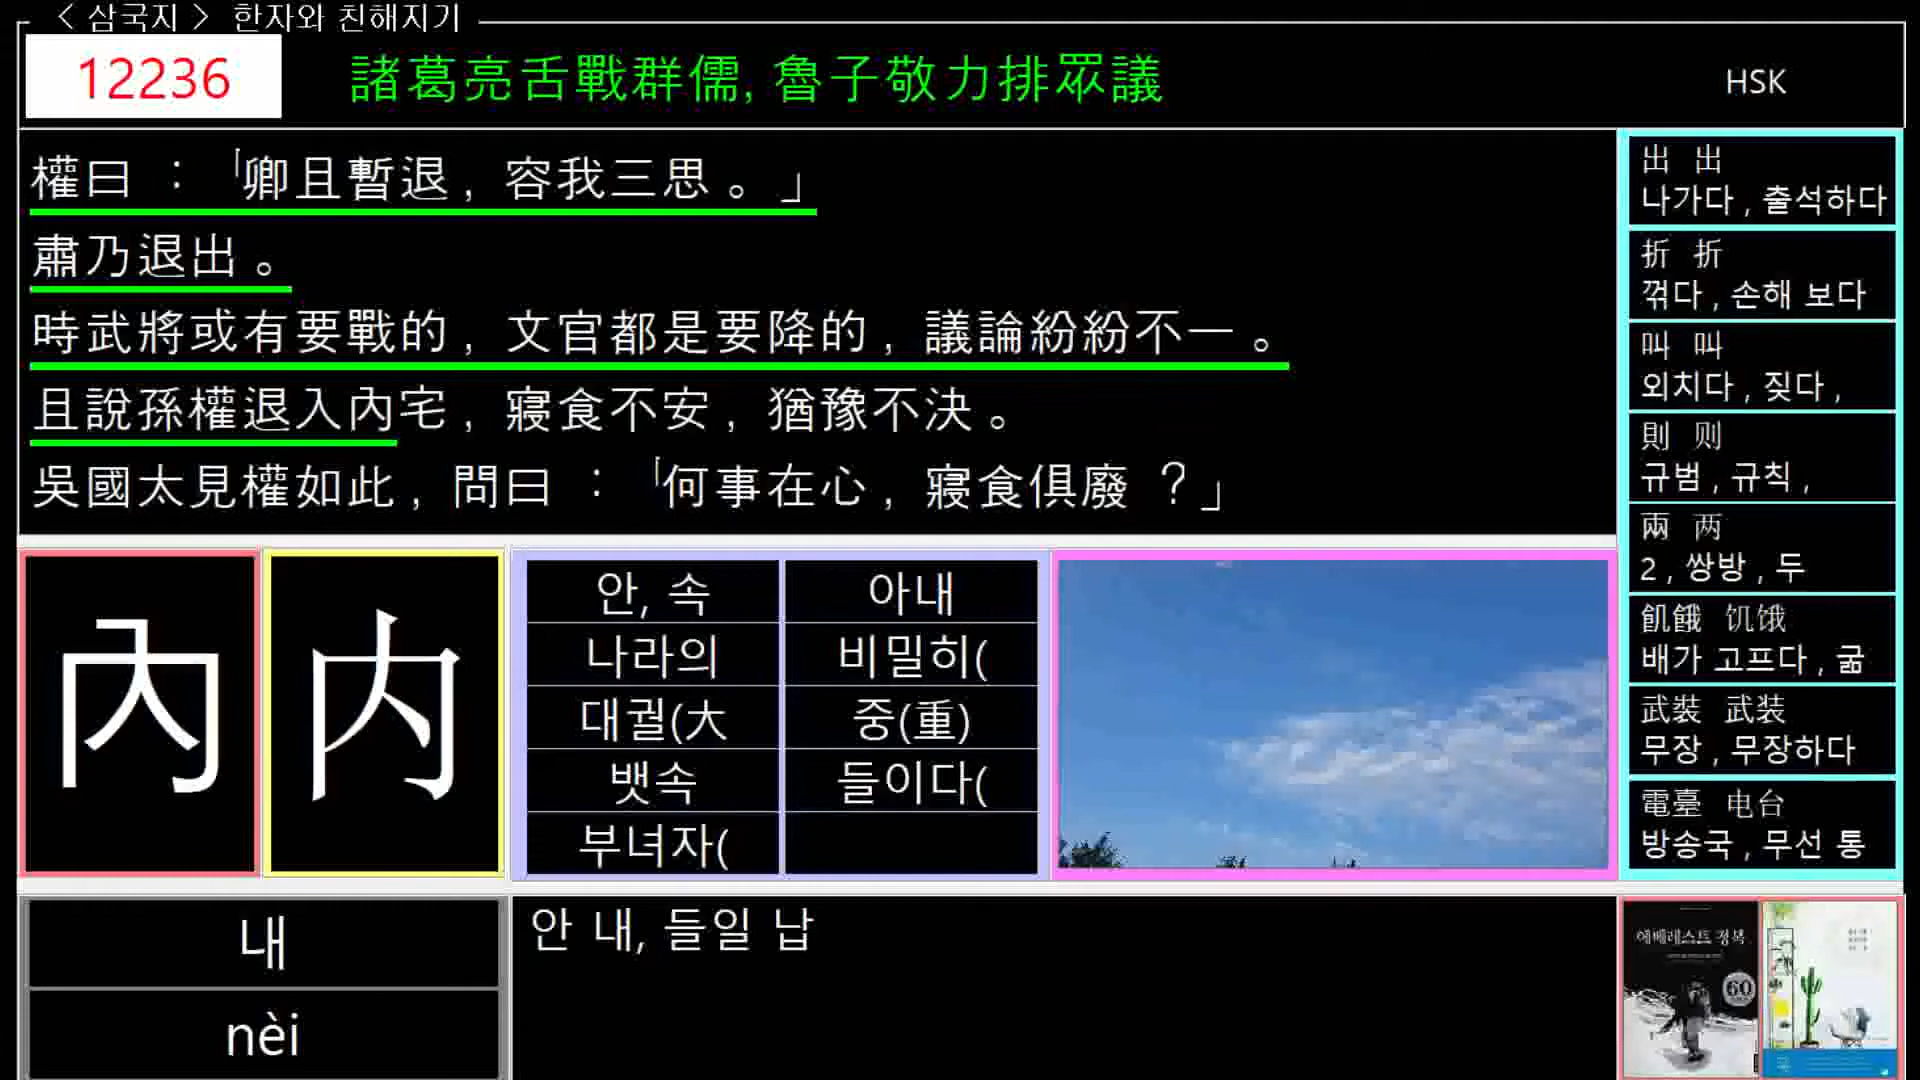 < 삼국지 > 한자와 친해지기
12236
諸葛亮舌戰群儒, 魯子敬力排眾議
HSK
權曰 : 「卿且暫退 , 容我三思 。」
肅乃退出 。
時武將或有要戰的 , 文官都是要降的 , 議論紛紛不一 。
且說孫權退入內宅 , 寢食不安 , 猶豫不決 。
吳國太見權如此 , 問曰 : 「何事在心 , 寢食俱廢 ?」
出 出
나가다 , 출석하다
折 折
꺾다 , 손해 보다
叫 叫
외치다 , 짖다 ,
則 则
규범 , 규칙 ,
兩 两
2 , 쌍방 , 두
飢餓 饥饿
배가 고프다 , 굶
武裝 武装
무장 , 무장하다
電臺 电台
방송국 , 무선 통
內
内
안, 속
아내
나라의
비밀히(
대궐(大
중(重)
뱃속
들이다(
부녀자(
내
nèi
안 내, 들일 납
에베레스트 정복
60